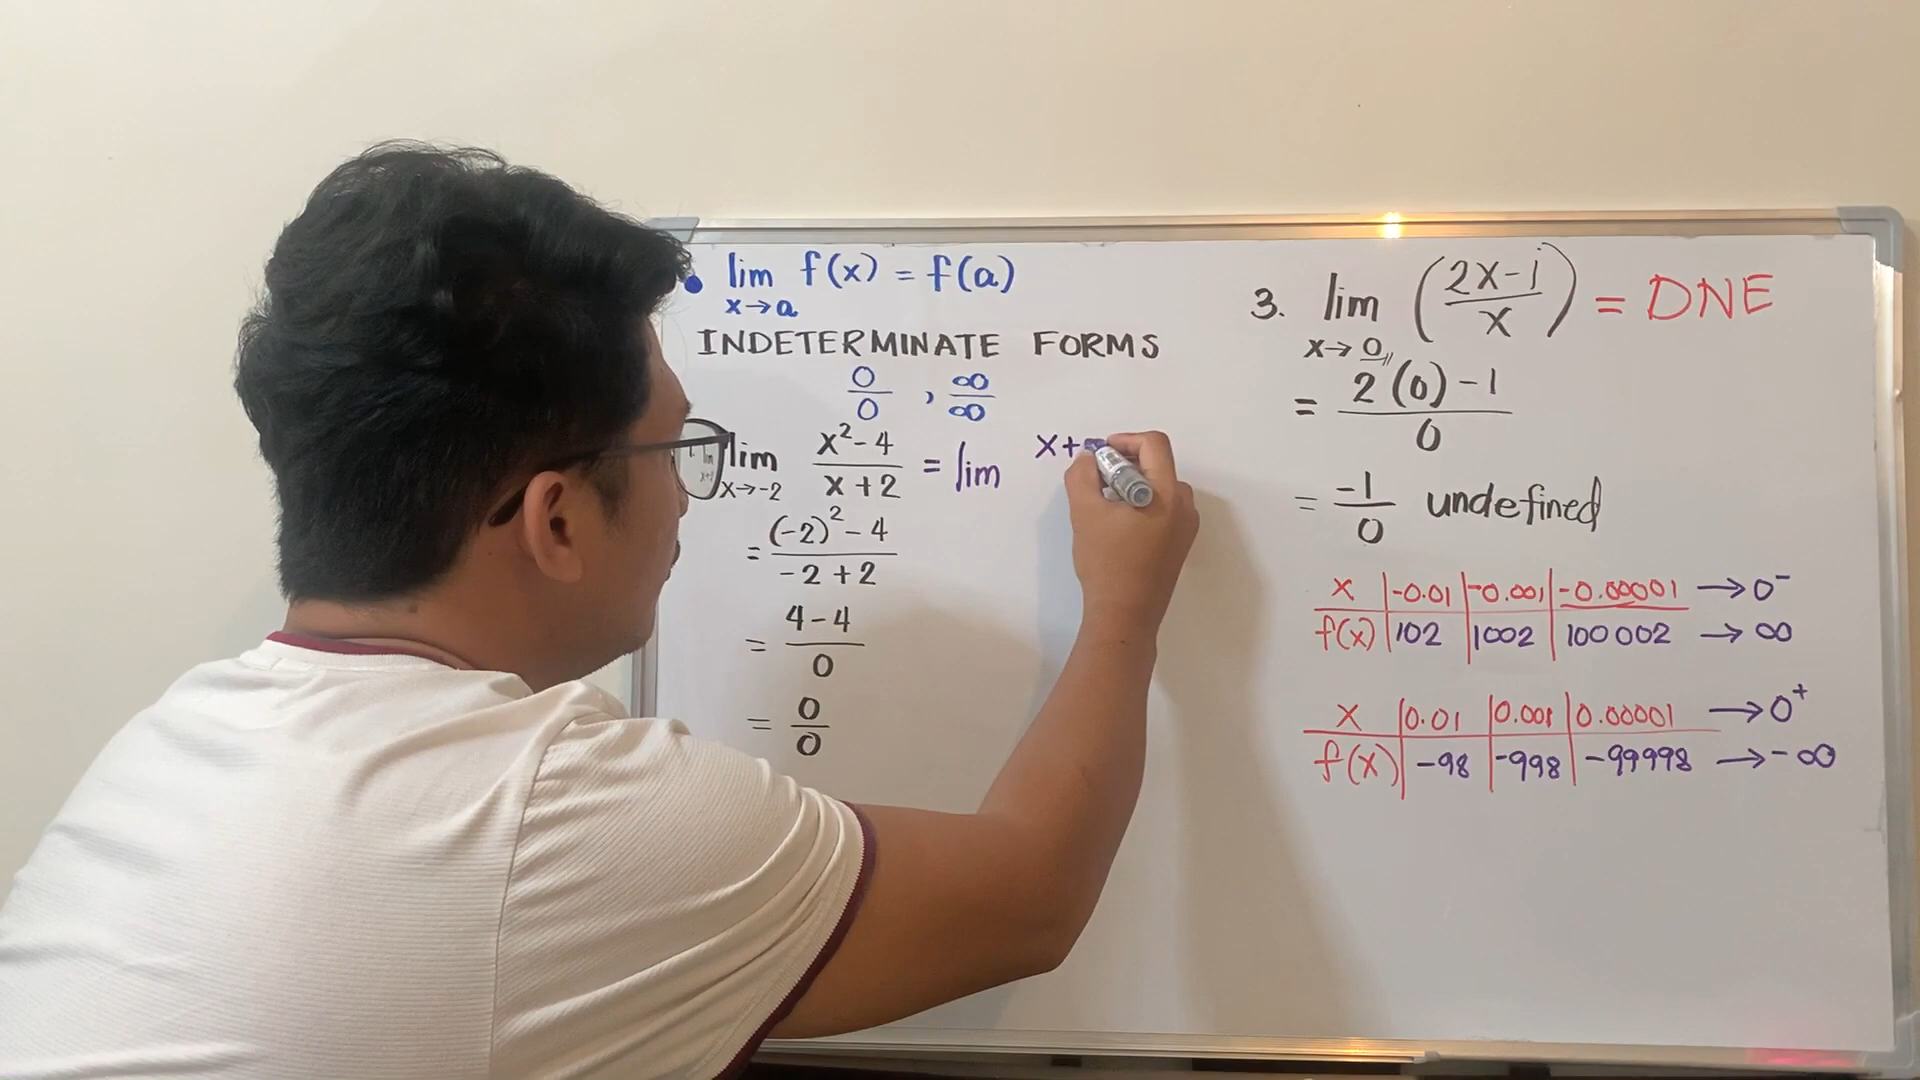 • lim f(x) = f(a)
x→a
INDETERMINATE FORMS
0/0 , ∞/∞
lim x²-4/x+2 = lim x+
x→-2
= (-2)²-4/-2+2
= 4-4/0
= 0/0
3. lim (2x-1/x) = DNE
x→0
= 2(0)-1/0
= -1/0 undefined
x | -0.01 | -0.001 | -0.00001 → 0⁻
f(x) | 102 | 1002 | 100002 → ∞
x | 0.01 | 0.001 | 0.00001 → 0⁺
f(x) | -98 | -998 | -99998 → -∞